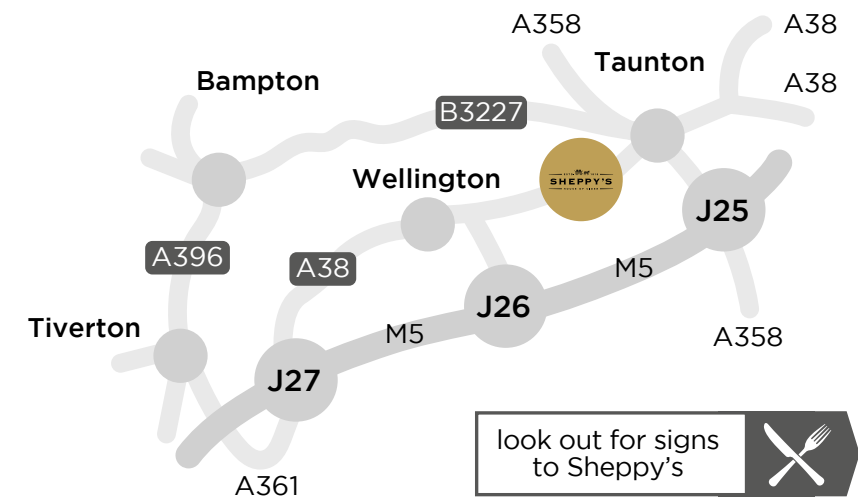 A358
A38
Taunton
Bampton
A38
B3227
Wellington
SHEPPY'S
J25
A396
A38
M5
J26
Tiverton
M5
A358
J27
look out for signs
to Sheppy's
A361